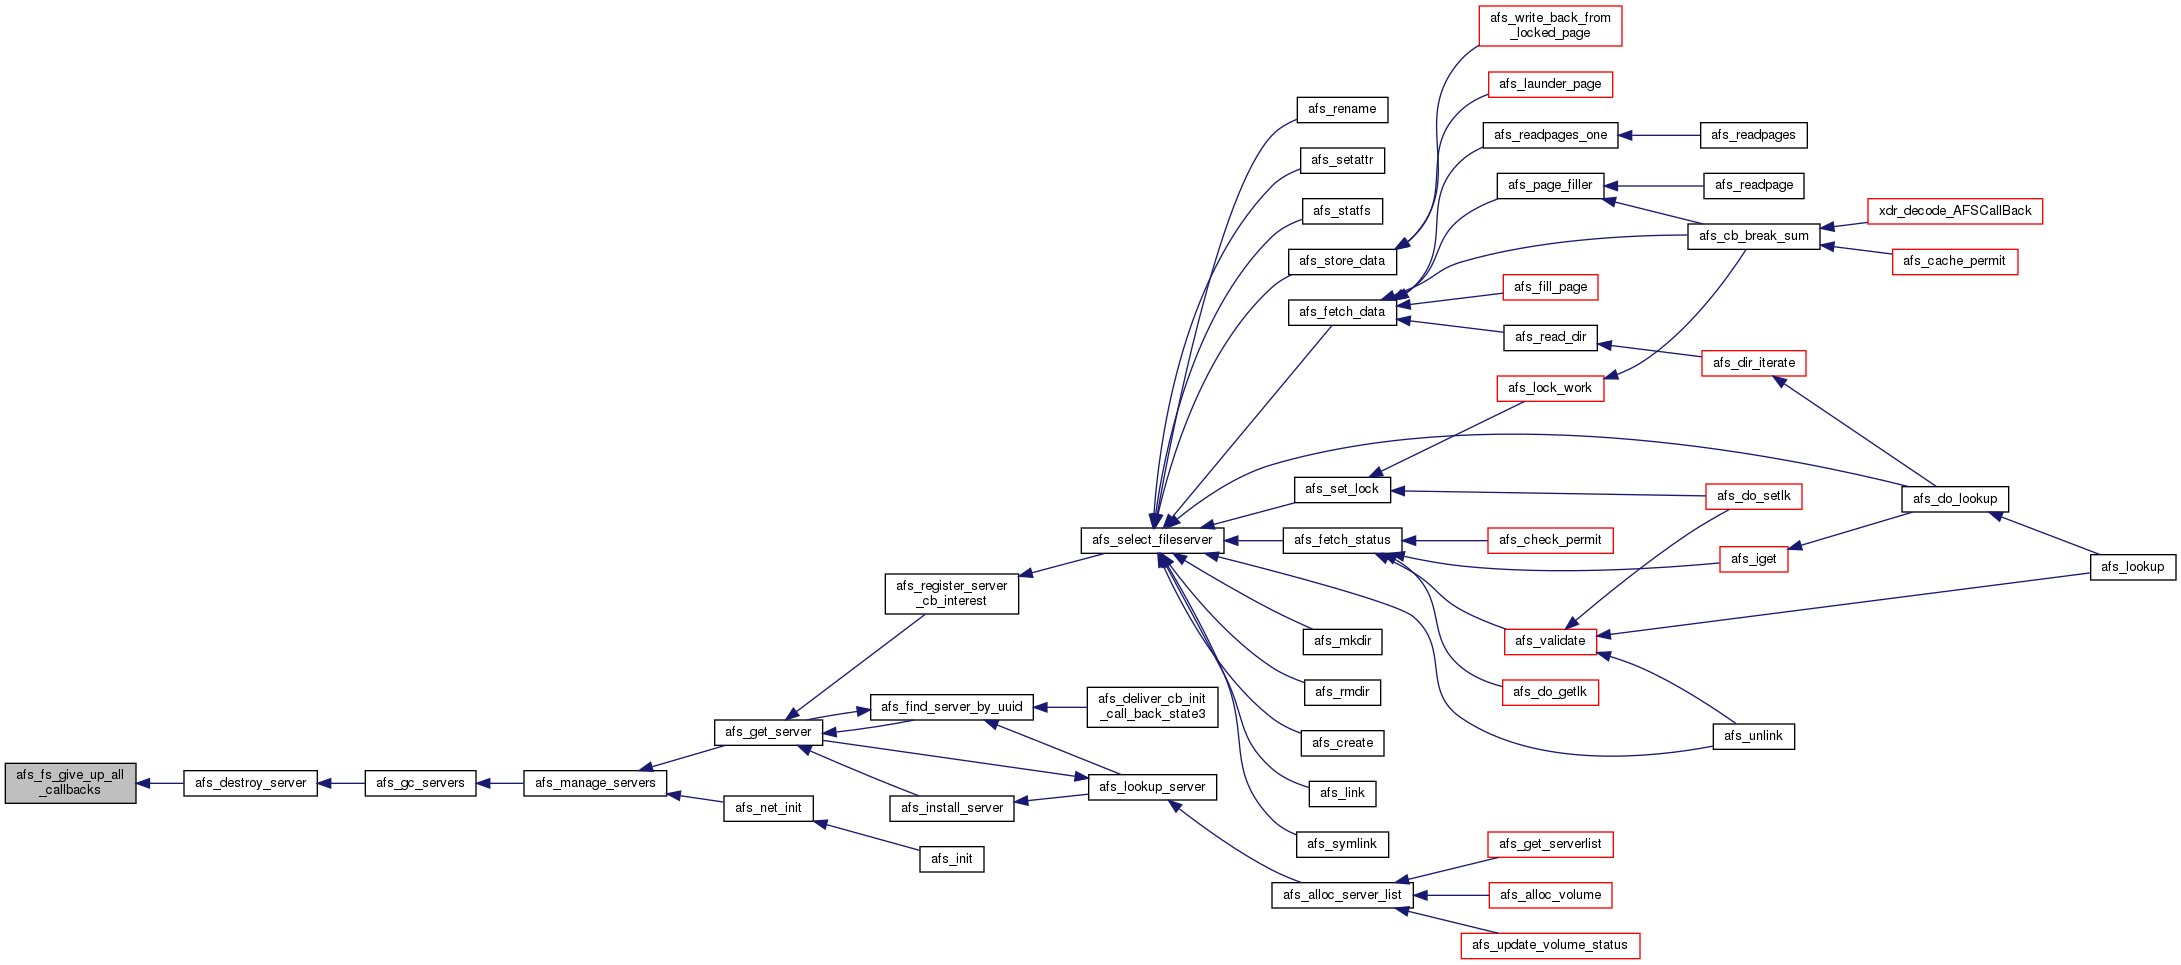 afs_write_back_from
_locked_page
afs_launder_page
afs_rename
afs_readpages_one
afs_readpages
afs_setattr
afs_page_filler
afs_readpage
afs_statfs
xdr_decode_AFSCallBack
afs_cb_break_sum
afs_store_data
afs_cache_permit
afs_fill_page
afs_fetch_data
afs_read_dir
afs_dir_iterate
afs_lock_work
afs_set_lock
afs_do_setlk
afs_do_lookup
afs_select_fileserver
afs_fetch_status
afs_check_permit
afs_iget
afs_lookup
afs_register_server
_cb_interest
afs_mkdir
afs_validate
afs_rmdir
afs_do_getlk
afs_find_server_by_uuid
afs_deliver_cb_init
_call_back_state3
afs_get_server
afs_create
afs_unlink
afs_fs_give_up_all
_callbacks
afs_destroy_server
afs_gc_servers
afs_manage_servers
afs_lookup_server
afs_link
afs_net_init
afs_install_server
afs_symlink
afs_get_serverlist
afs_init
afs_alloc_server_list
afs_alloc_volume
afs_update_volume_status